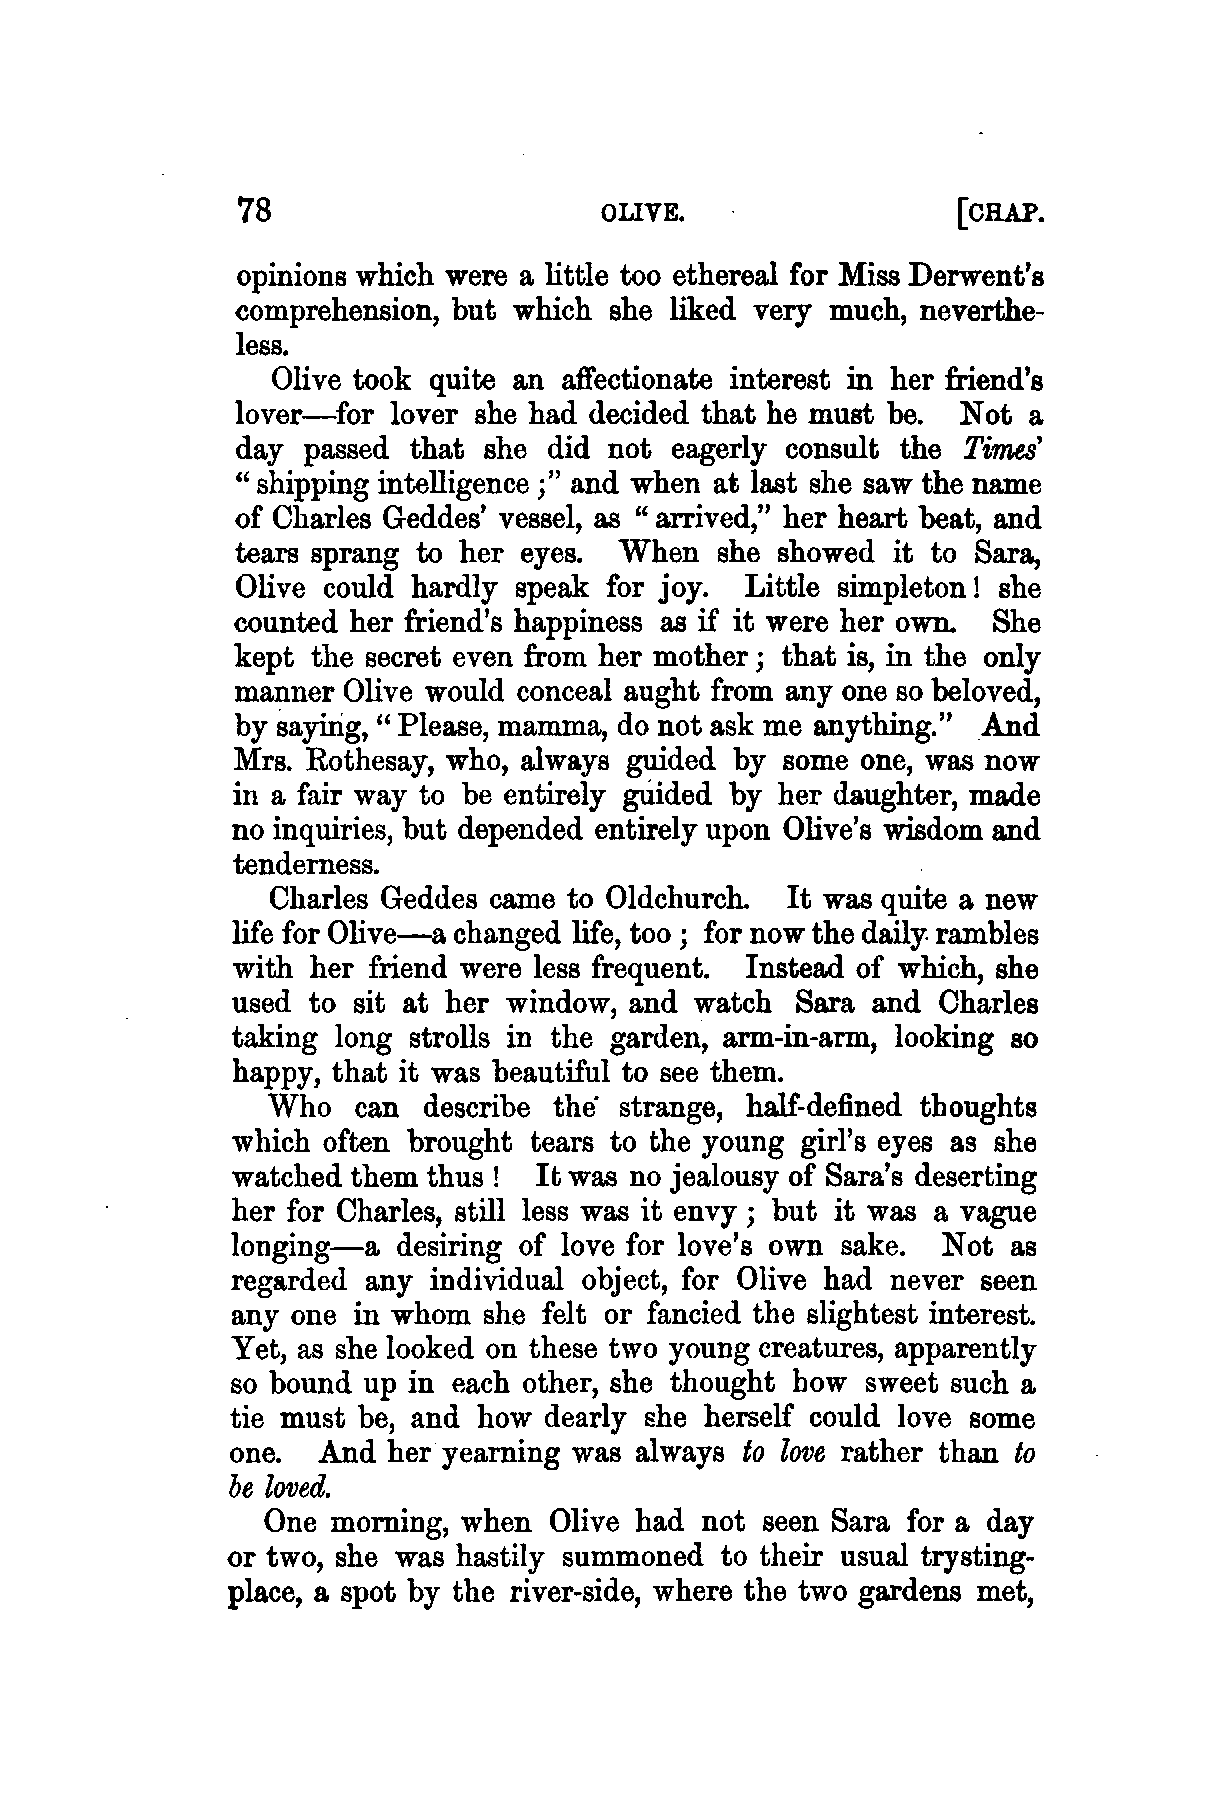 78 OLIVE. [CHAP.
opinions which were a little too ethereal for Miss Derwent's
comprehension, but which she liked very much, neverthe-
less.
Olive took quite an affectionate interest in her friend's
lover—for lover she had decided that he must be. Not a
day passed that she did not eagerly consult the Times'
"shipping intelligence;" and when at last she saw the name
of Charles Geddes' vessel, as "arrived," her heart beat, and
tears sprang to her eyes. When she showed it to Sara,
Olive could hardly speak for joy. Little simpleton! she
counted her friend's happiness as if it were her own. She
kept the secret even from her mother; that is, in the only
manner Olive would conceal aught from any one so beloved,
by saying, "Please, mamma, do not ask me anything." And
Mrs. Rothesay, who, always guided by some one, was now
in a fair way to be entirely guided by her daughter, made
no inquiries, but depended entirely upon Olive's wisdom and
tenderness.
Charles Geddes came to Oldchurch. It was quite a new
life for Olive—a changed life, too; for now the daily rambles
with her friend were less frequent. Instead of which, she
used to sit at her window, and watch Sara and Charles
taking long strolls in the garden, arm-in-arm, looking so
happy, that it was beautiful to see them.
Who can describe the strange, half-defined thoughts
which often brought tears to the young girl's eyes as she
watched them thus! It was no jealousy of Sara's deserting
her for Charles, still less was it envy; but it was a vague
longing—a desiring of love for love's own sake. Not as
regarded any individual object, for Olive had never seen
any one in whom she felt or fancied the slightest interest.
Yet, as she looked on these two young creatures, apparently
so bound up in each other, she thought how sweet such a
tie must be, and how dearly she herself could love some
one. And her yearning was always to love rather than to
be loved.
One morning, when Olive had not seen Sara for a day
or two, she was hastily summoned to their usual trysting-
place, a spot by the river-side, where the two gardens met,